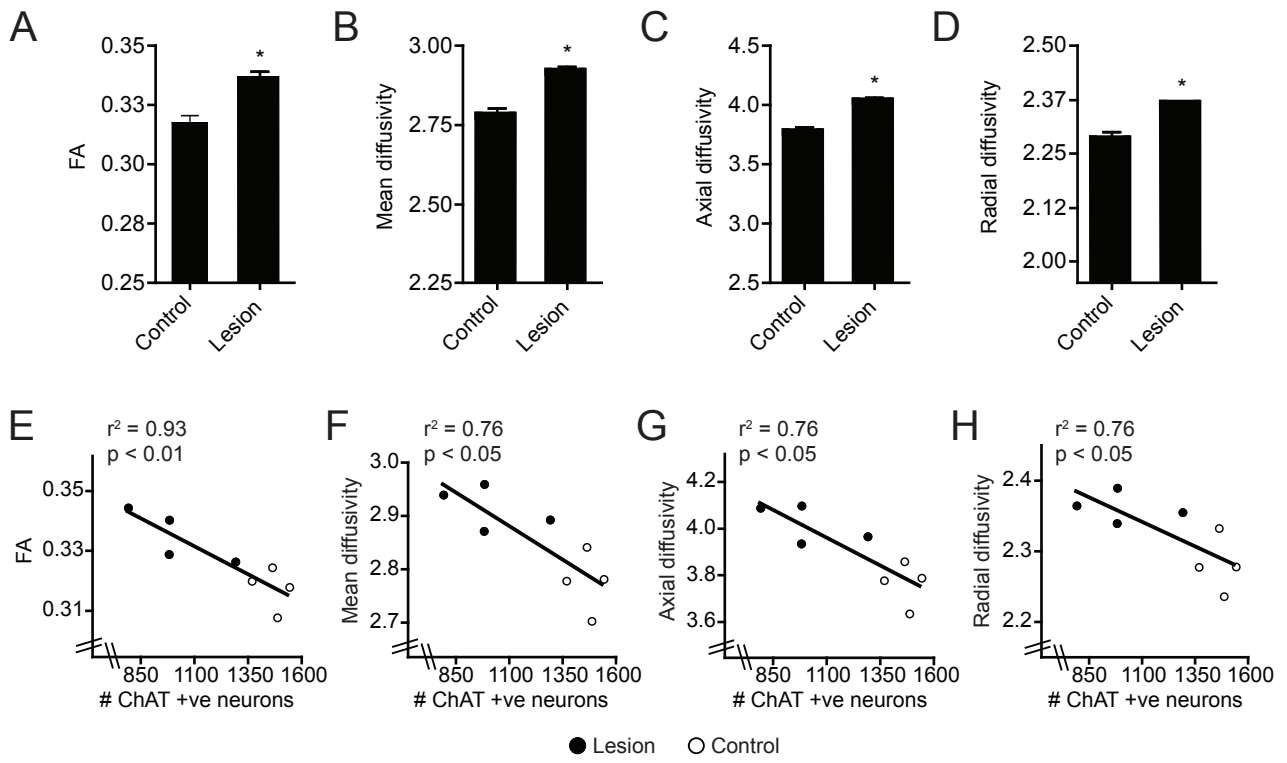 A
B
C
D
FA
0.35
0.33
0.30
0.28
0.25
*
Control
Lesion
Mean diffusivity
3.00
2.75
2.50
2.25
*
Control
Lesion
Axial diffusivity
4.5
4.0
3.5
3.0
2.5
*
Control
Lesion
Radial diffusivity
2.50
2.37
2.25
2.12
2.00
*
Control
Lesion
E
r² = 0.93
p < 0.01
FA
0.35
0.33
0.31
850 1100 1350 1600
# ChAT +ve neurons
F
r² = 0.76
p < 0.05
Mean diffusivity
3.0
2.9
2.8
2.7
850 1100 1350 1600
# ChAT +ve neurons
G
r² = 0.76
p < 0.05
Axial diffusivity
4.2
4.0
3.8
3.6
850 1100 1350 1600
# ChAT +ve neurons
H
r² = 0.76
p < 0.05
Radial diffusivity
2.4
2.3
2.2
850 1100 1350 1600
# ChAT +ve neurons
Lesion Control